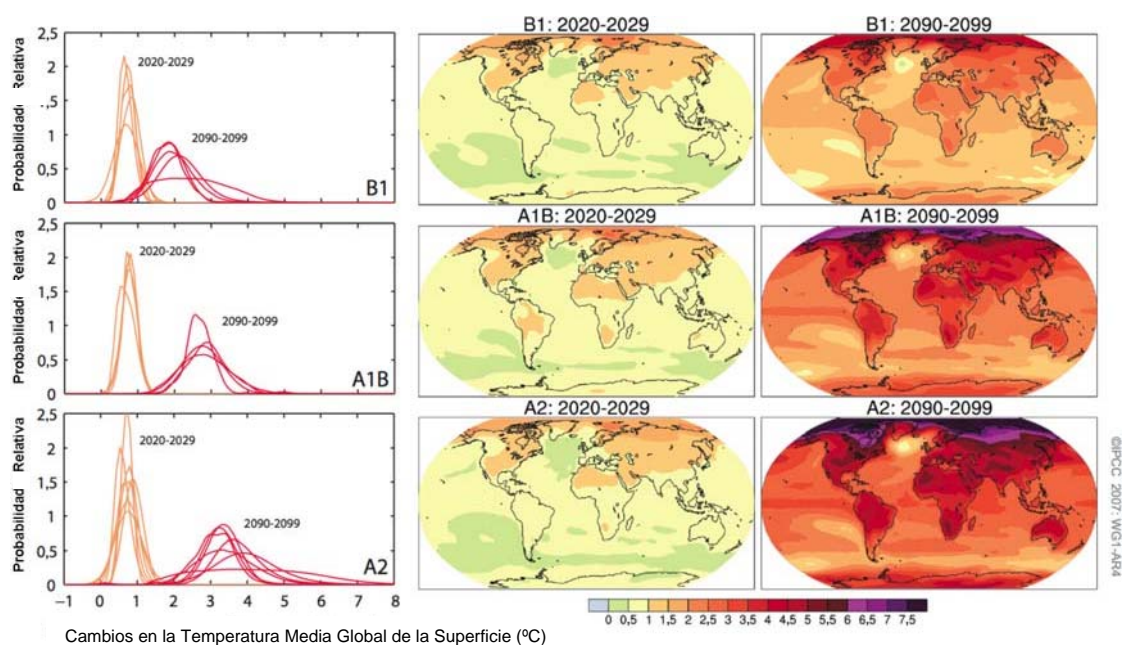 B1: 2020-2029
B1: 2090-2099
2,5
2
1,5
1
0,5
0
Probabilidad Relativa
2020-2029
2090-2099
B1
A1B: 2020-2029
A1B: 2090-2099
2.5
2
1,5
1
0,5
0
Probabilidad Relativa
2020-2029
2090-2099
A1B
A2: 2020-2029
A2: 2090-2099
2,5
2
1,5
1
0,5
0
Probabilidad Relativa
2020-2029
2090-2099
A2
-1 0 1 2 3 4 5 6 7 8
Cambios en la Temperatura Media Global de la Superficie (ºC)
0 0,5 1 1,5 2 2,5 3 3,5 4 4,5 5 5,5 6 6,5 7 7,5
©IPCC 2007: WG1-AR4